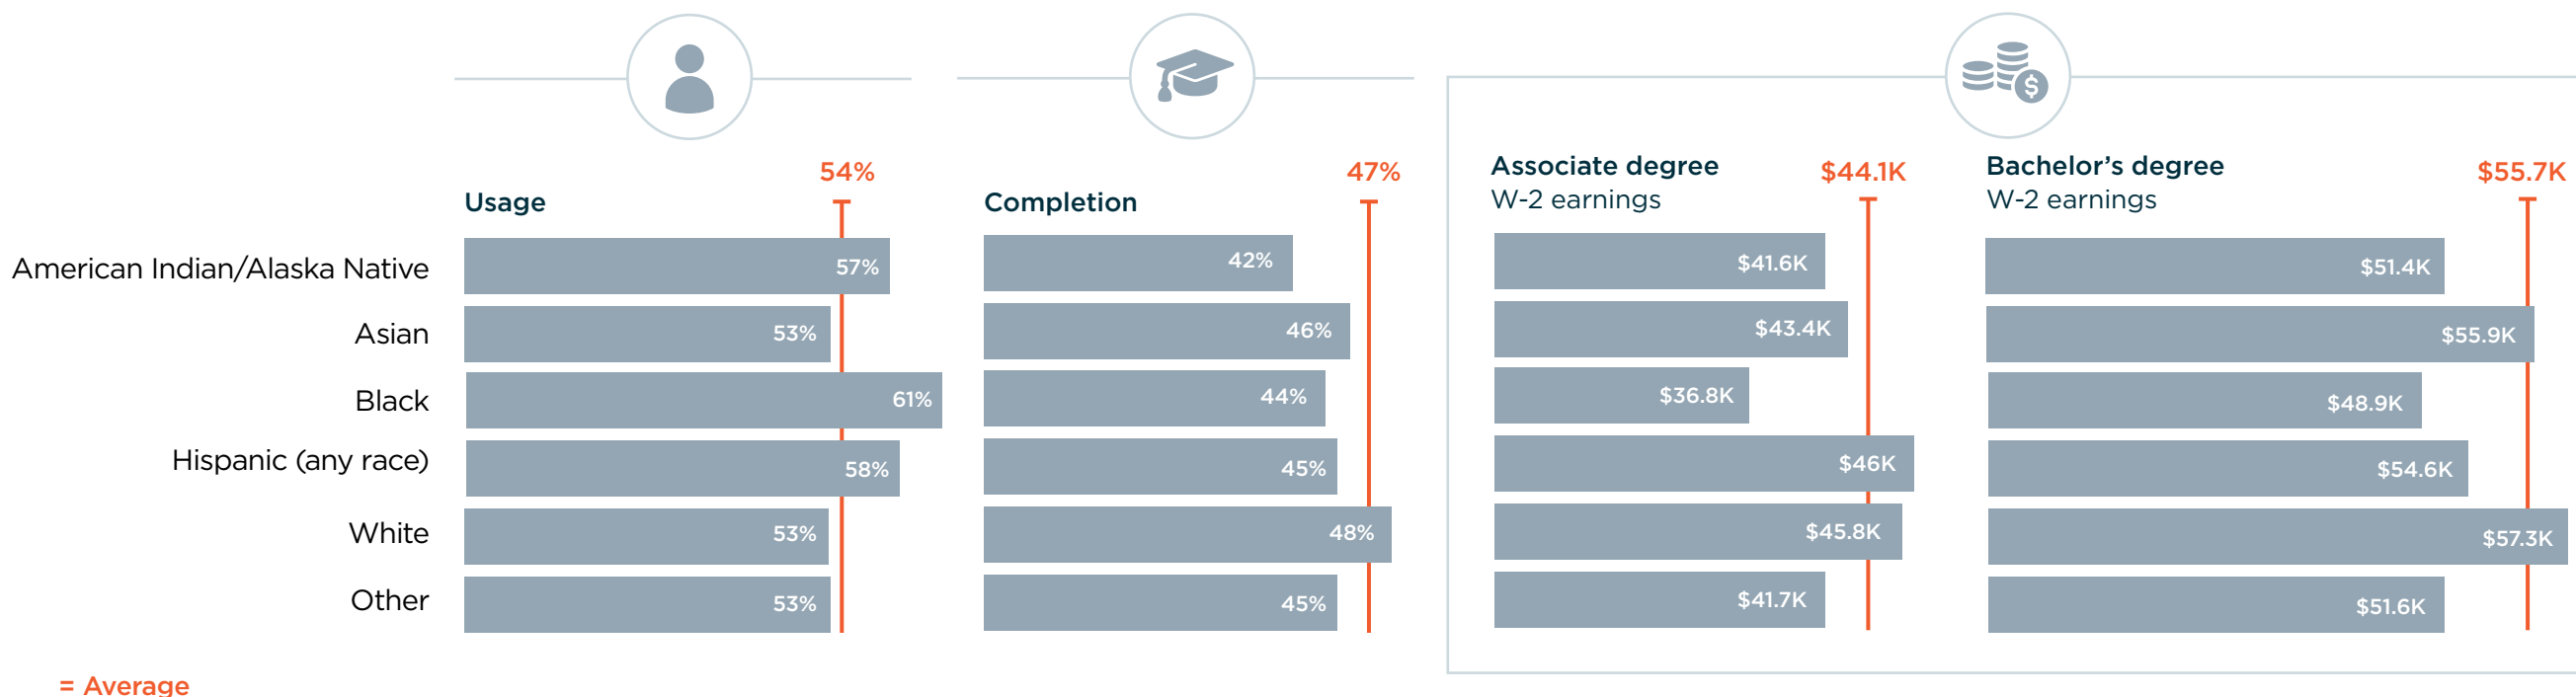 54%
47%
Associate degree
$44.1K
Bachelor's degree
$55.7K
Usage
Completion
W-2 earnings
W-2 earnings
American Indian/Alaska Native
57%
42%
$41.6K
$51.4K
Asian
53%
46%
$43.4K
$55.9K
Black
61%
44%
$36.8K
$48.9K
Hispanic (any race)
58%
45%
$46K
$54.6K
White
53%
48%
$45.8K
$57.3K
Other
53%
45%
$41.7K
$51.6K
= Average
$